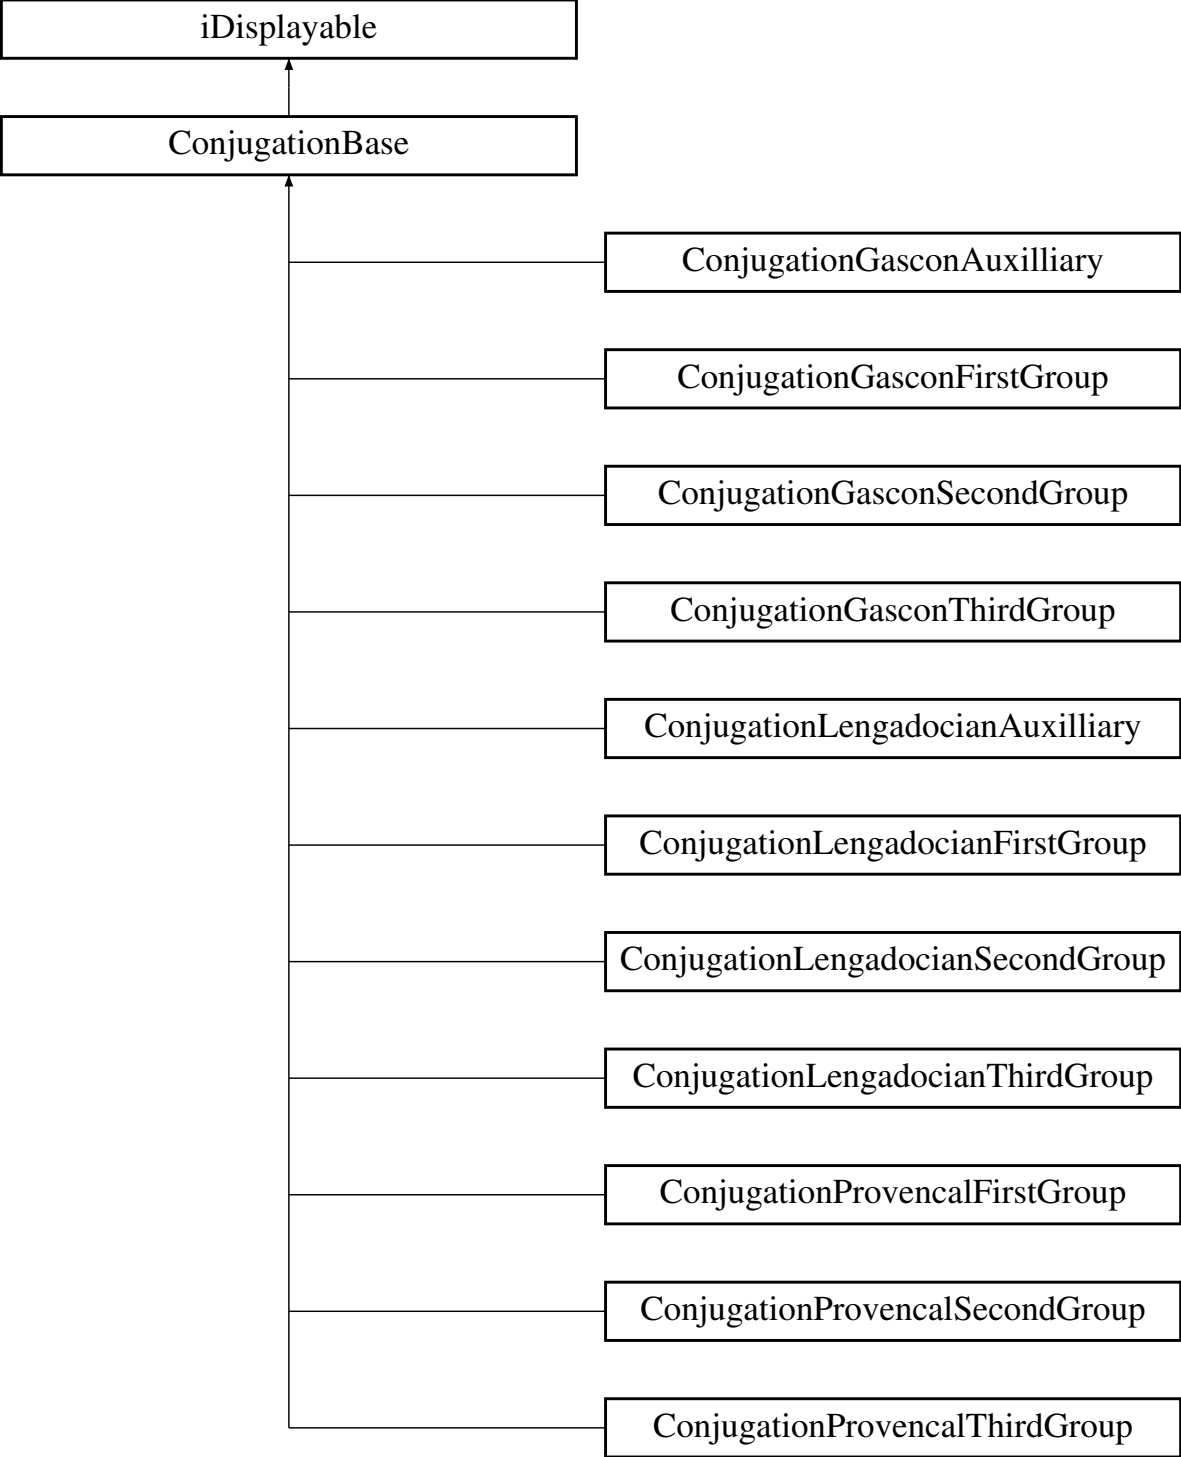 iDisplayable
ConjugationBase
ConjugationGasconAuxilliary
ConjugationGasconFirstGroup
ConjugationGasconSecondGroup
ConjugationGasconThirdGroup
ConjugationLengadocianAuxilliary
ConjugationLengadocianFirstGroup
ConjugationLengadocianSecondGroup
ConjugationLengadocianThirdGroup
ConjugationProvencalFirstGroup
ConjugationProvencalSecondGroup
ConjugationProvencalThirdGroup